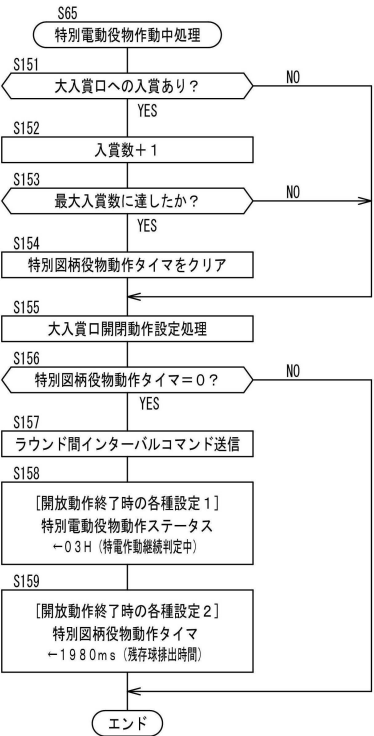 S65
特別電動役物作動中処理
S151
大入賞口への入賞あり？
NO
YES
S152
入賞数＋１
S153
最大入賞数に達したか？
NO
YES
S154
特別図柄役物動作タイマをクリア
S155
大入賞口開閉動作設定処理
S156
特別図柄役物動作タイマ＝０？
NO
YES
S157
ラウンド間インターバルコマンド送信
S158
［開放動作終了時の各種設定１］
特別電動役物動作ステータス
←０３Ｈ（特電作動継続判定中）
S159
［開放動作終了時の各種設定２］
特別図柄役物動作タイマ
←１９８０ｍｓ（残存球排出時間）
エンド